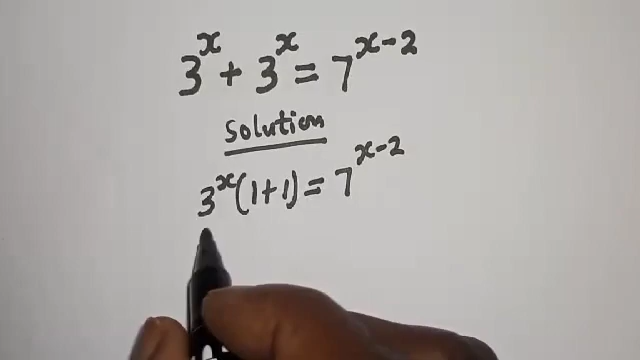 3^x + 3^x = 7^(x-2)
Solution
3^x(1+1) = 7^(x-2)